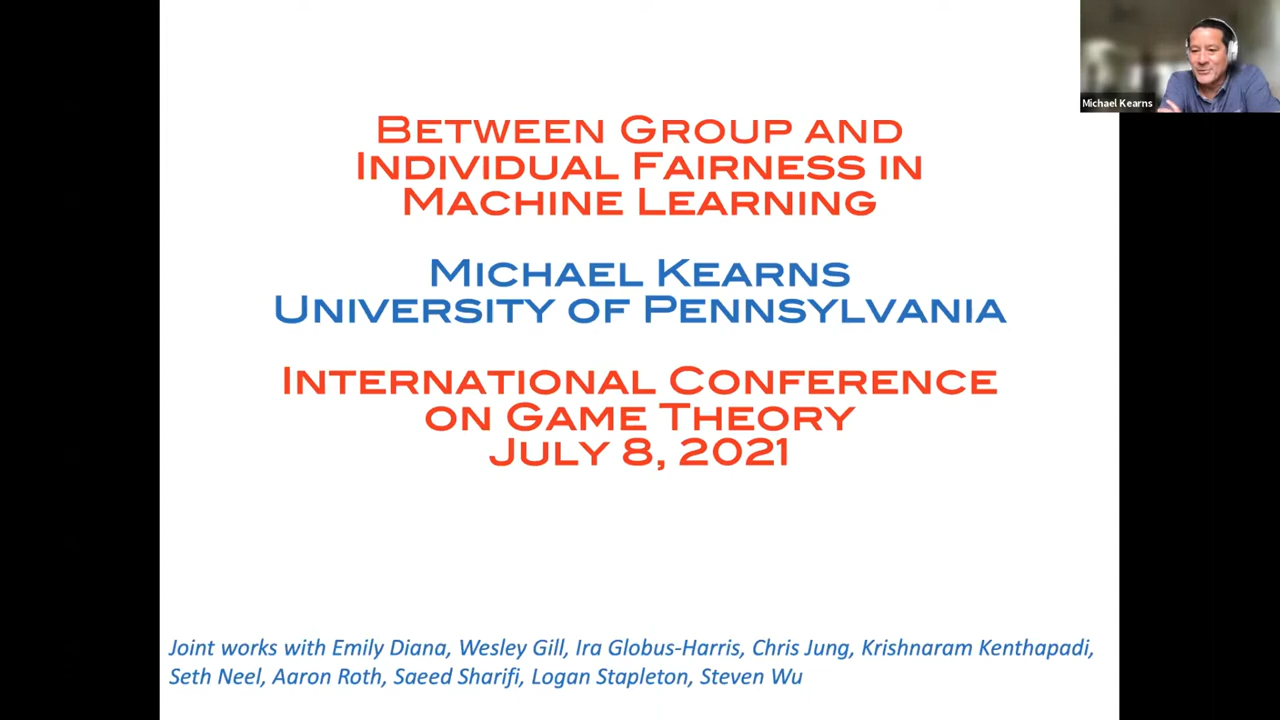 Michael Kearns
BETWEEN GROUP AND
INDIVIDUAL FAIRNESS IN
MACHINE LEARNING
MICHAEL KEARNS
UNIVERSITY OF PENNSYLVANIA
INTERNATIONAL CONFERENCE
ON GAME THEORY
JULY 8, 2021
Joint works with Emily Diana, Wesley Gill, Ira Globus-Harris, Chris Jung, Krishnaram Kenthapadi,
Seth Neel, Aaron Roth, Saeed Sharifi, Logan Stapleton, Steven Wu